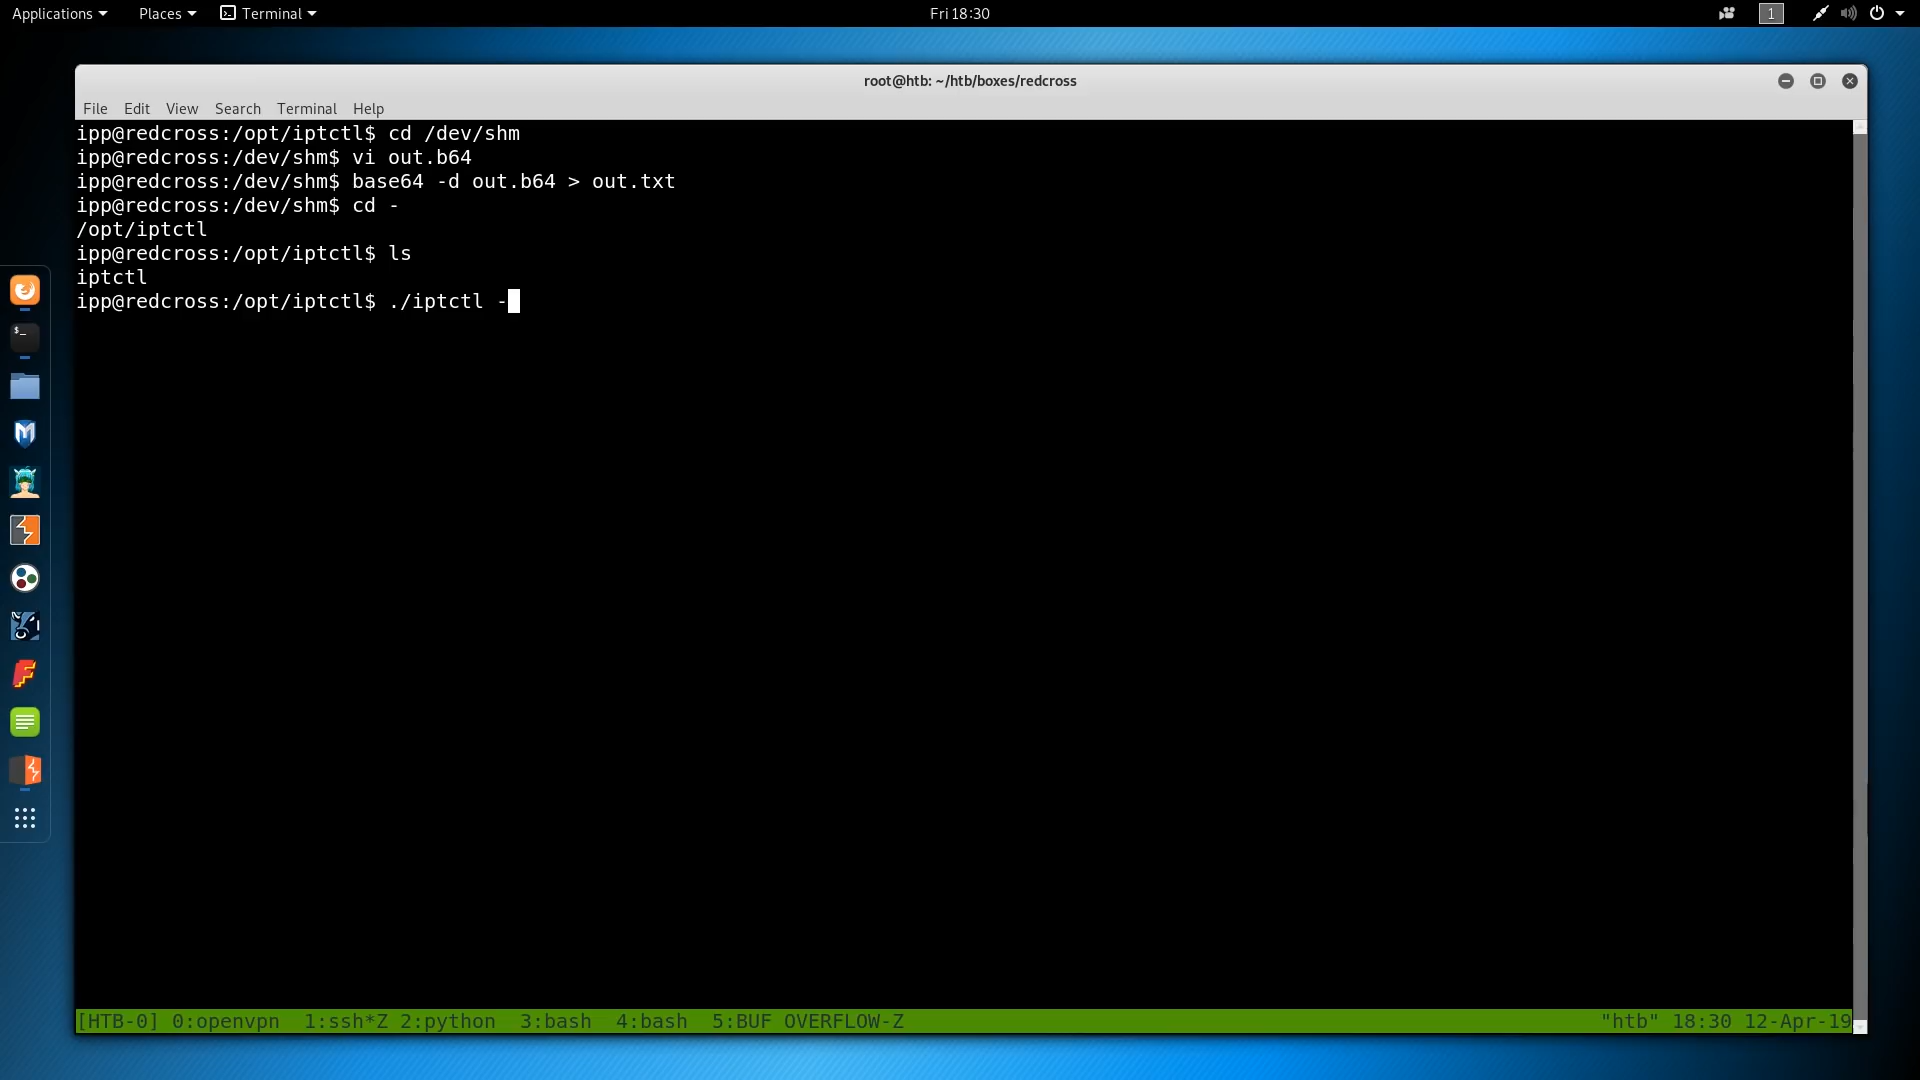 Applications Places Terminal Fri 18:30 1
root@htb: ~/htb/boxes/redcross
File Edit View Search Terminal Help
ipp@redcross:/opt/iptctl$ cd /dev/shm
ipp@redcross:/dev/shm$ vi out.b64
ipp@redcross:/dev/shm$ base64 -d out.b64 > out.txt
ipp@redcross:/dev/shm$ cd -
/opt/iptctl
ipp@redcross:/opt/iptctl$ ls
iptctl
ipp@redcross:/opt/iptctl$ ./iptctl -
$_
[HTB-0] 0:openvpn  1:ssh*Z 2:python  3:bash  4:bash  5:BUF OVERFLOW-Z "htb" 18:30 12-Apr-19